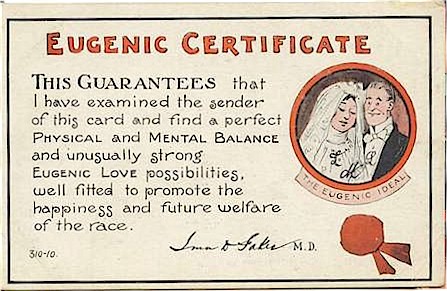 EUGENIC CERTIFICATE
THIS GUARANTEES that
I have examined the sender
of this card and find a perfect
PHYSICAL and MENTAL BALANCE
and unusually strong
EUGENIC LOVE possibilities,
well fitted to promote the
happiness and future welfare
of the race.
THE EUGENIC IDEAL
310-10.
M.D.